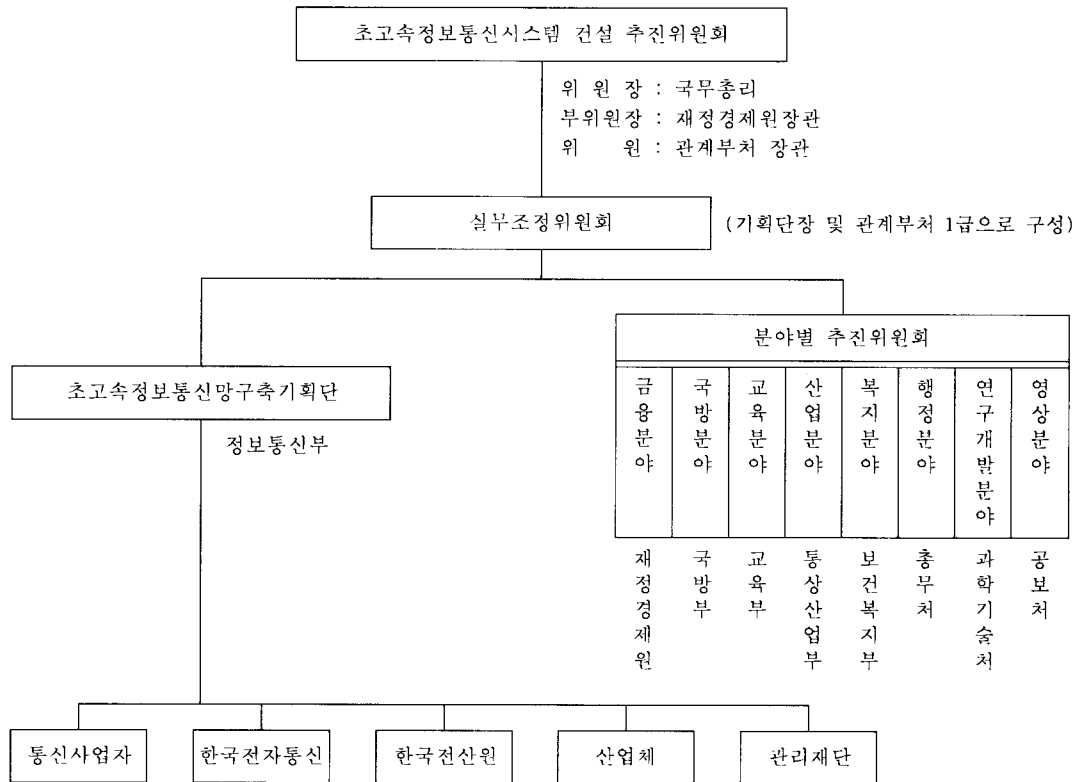 초고속정보통신시스템 건설 추진위원회
위 원 장 : 국무총리
부위원장 : 재정경제원장관
위 원 : 관계부처 장관
실무조정위원회
(기획단장 및 관계부처 1급으로 구성)
분야별 추진위원회
초고속정보통신망구축기획단
정보통신부
금융분야
국방분야
교육분야
산업분야
복지분야
행정분야
연구개발분야
영상분야
재정경제원
국방부
교육부
통상산업부
보건복지부
총무처
과학기술처
공보처
통신사업자
한국전자통신
한국전산원
산업체
관리재단